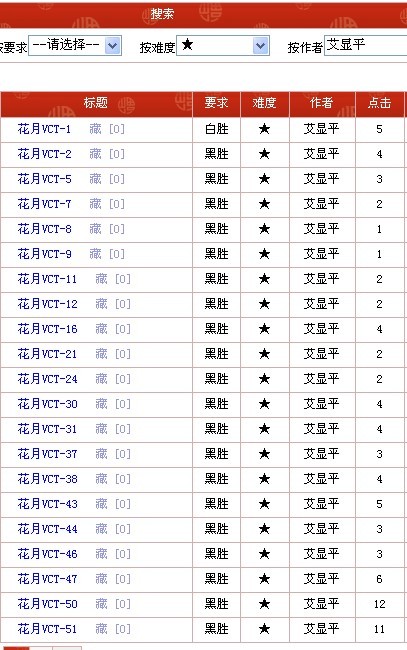 搜索
按要求 --请选择-- 按难度 ★ 按作者 艾显平
标题 要求 难度 作者 点击
花月VCT-1 藏 [0] 白胜 ★ 艾显平 5
花月VCT-2 藏 [0] 黑胜 ★ 艾显平 4
花月VCT-5 藏 [0] 黑胜 ★ 艾显平 3
花月VCT-7 藏 [0] 黑胜 ★ 艾显平 2
花月VCT-8 藏 [0] 黑胜 ★ 艾显平 1
花月VCT-9 藏 [0] 黑胜 ★ 艾显平 1
花月VCT-11 藏 [0] 黑胜 ★ 艾显平 2
花月VCT-12 藏 [0] 黑胜 ★ 艾显平 2
花月VCT-16 藏 [0] 黑胜 ★ 艾显平 4
花月VCT-21 藏 [0] 黑胜 ★ 艾显平 2
花月VCT-24 藏 [0] 黑胜 ★ 艾显平 2
花月VCT-30 藏 [0] 黑胜 ★ 艾显平 4
花月VCT-31 藏 [0] 黑胜 ★ 艾显平 4
花月VCT-37 藏 [0] 黑胜 ★ 艾显平 3
花月VCT-38 藏 [0] 黑胜 ★ 艾显平 4
花月VCT-43 藏 [0] 黑胜 ★ 艾显平 5
花月VCT-44 藏 [0] 黑胜 ★ 艾显平 3
花月VCT-46 藏 [0] 黑胜 ★ 艾显平 3
花月VCT-47 藏 [0] 黑胜 ★ 艾显平 6
花月VCT-50 藏 [0] 黑胜 ★ 艾显平 12
花月VCT-51 藏 [0] 黑胜 ★ 艾显平 11